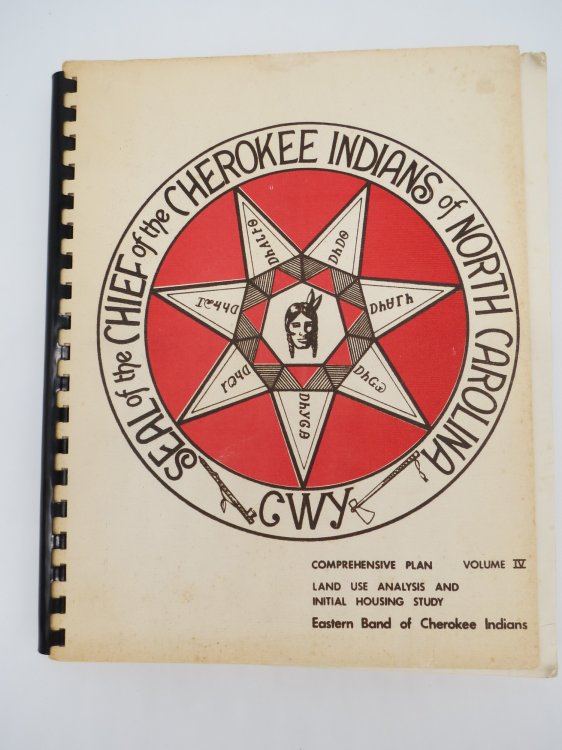 SEAL of the CHIEF of the CHEROKEE INDIANS of NORTH CAROLINA
ᎠᏂᏩᏯ
ᏣᎳᎩ
COMPREHENSIVE PLAN VOLUME IV
LAND USE ANALYSIS AND
INITIAL HOUSING STUDY
Eastern Band of Cherokee Indians